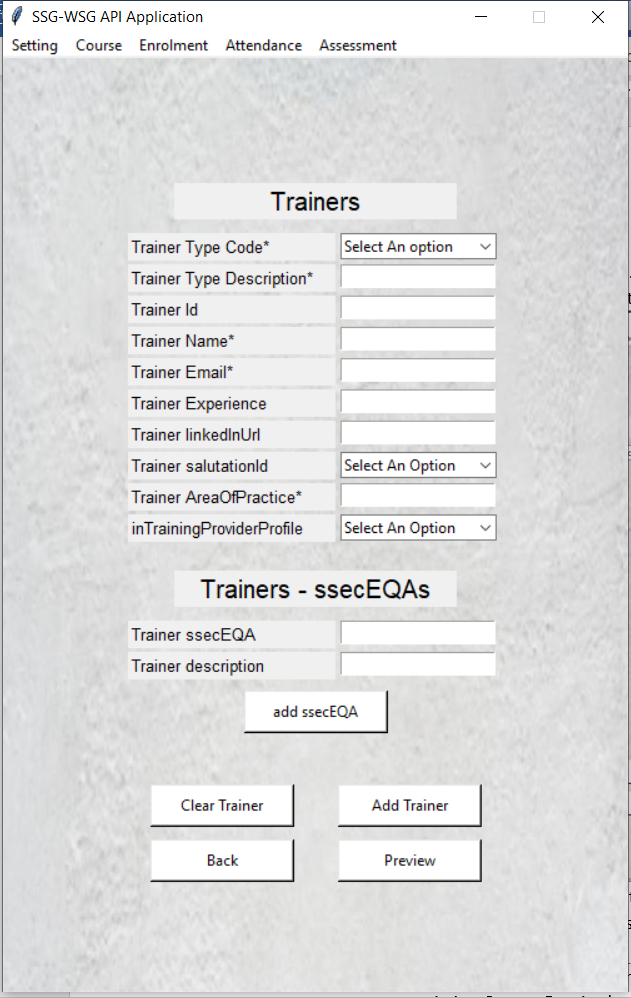 SSG-WSG API Application
Setting Course Enrolment Attendance Assessment
Trainers
Trainer Type Code* Select An option
Trainer Type Description*
Trainer Id
Trainer Name*
Trainer Email*
Trainer Experience
Trainer linkedInUrl
Trainer salutationId Select An Option
Trainer AreaOfPractice*
inTrainingProviderProfile Select An Option
Trainers - ssecEQAs
Trainer ssecEQA
Trainer description
add ssecEQA
Clear Trainer Add Trainer
Back Preview